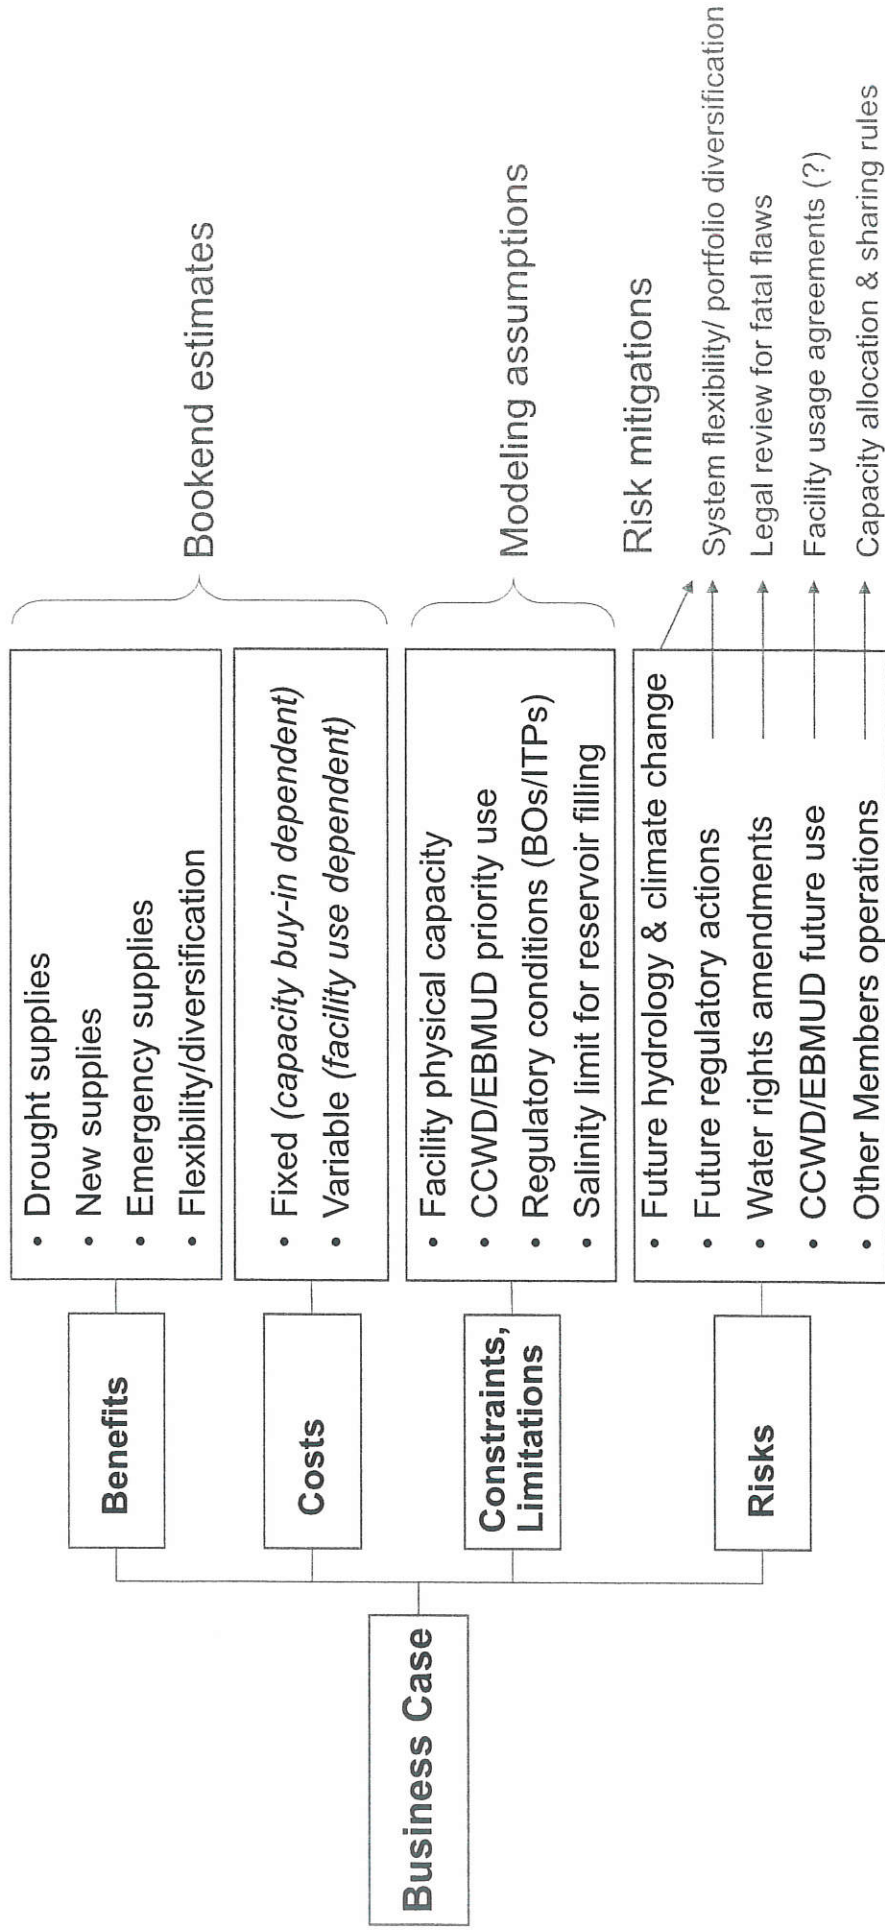 Business Case
Benefits
• Drought supplies
• New supplies
• Emergency supplies
• Flexibility/diversification
Bookend estimates
Costs
• Fixed (capacity buy-in dependent)
• Variable (facility use dependent)
Constraints,
Limitations
• Facility physical capacity
• CCWD/EBMUD priority use
• Regulatory conditions (BOs/ITPs)
• Salinity limit for reservoir filling
Modeling assumptions
Risks
• Future hydrology & climate change
• Future regulatory actions
• Water rights amendments
• CCWD/EBMUD future use
• Other Members operations
Risk mitigations
System flexibility/ portfolio diversification
Legal review for fatal flaws
Facility usage agreements (?)
Capacity allocation & sharing rules